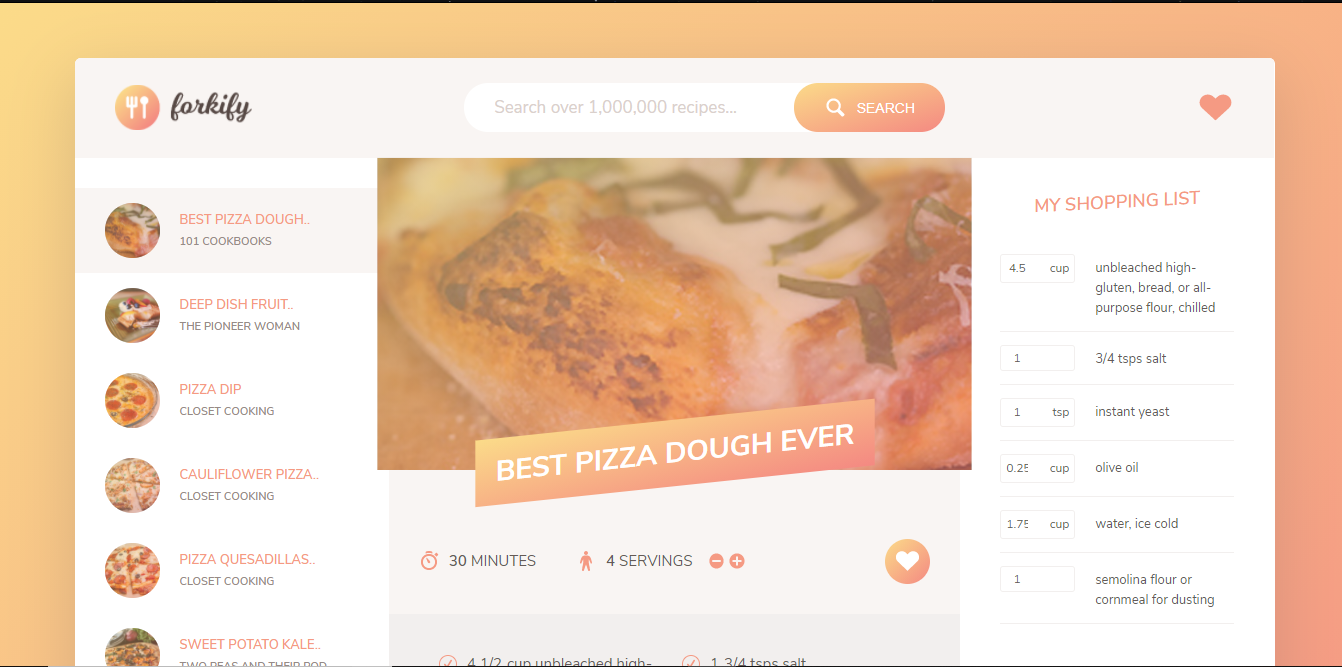 forkify
Search over 1,000,000 recipes...
SEARCH
BEST PIZZA DOUGH..
101 COOKBOOKS
DEEP DISH FRUIT..
THE PIONEER WOMAN
PIZZA DIP
CLOSET COOKING
CAULIFLOWER PIZZA..
CLOSET COOKING
PIZZA QUESADILLAS..
CLOSET COOKING
SWEET POTATO KALE..
TWO PEAS AND THEIR POD
BEST PIZZA DOUGH EVER
30 MINUTES
4 SERVINGS
4 1/2 cup unbleached high-
1 3/4 tsps salt
MY SHOPPING LIST
4.5 cup unbleached high-
gluten, bread, or all-
purpose flour, chilled
1 3/4 tsps salt
1 tsp instant yeast
0.25 cup olive oil
1.75 cup water, ice cold
1 semolina flour or
cornmeal for dusting